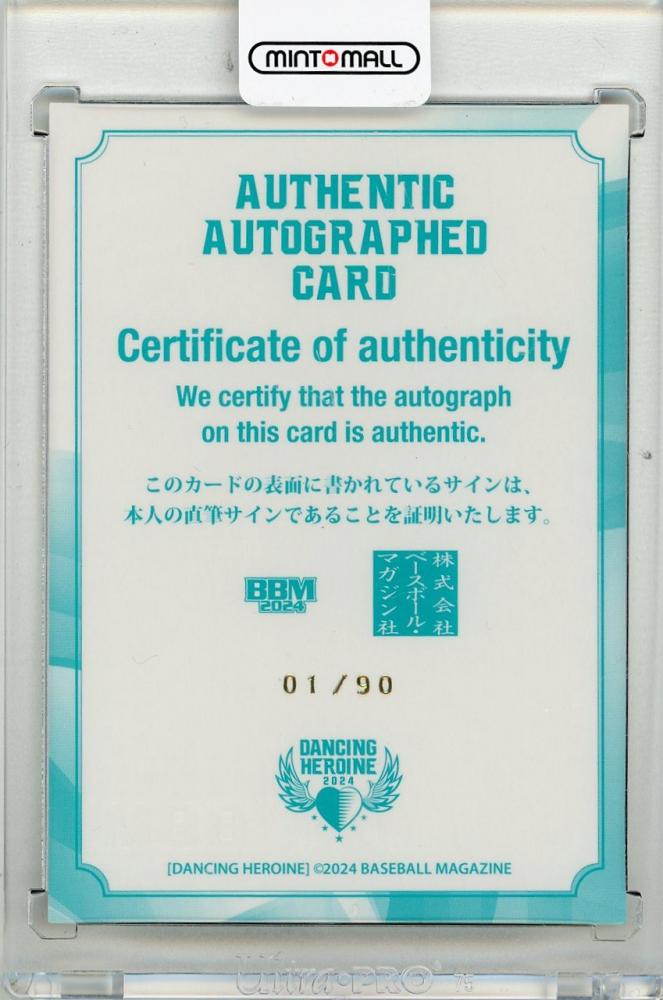 MINTOMALL
AUTHENTIC
AUTOGRAPHED
CARD
Certificate of authenticity
We certify that the autograph
on this card is authentic.
このカードの表面に書かれているサインは、
本人の直筆サインであることを証明いたします。
BBM
2024
株式会社
ベースボール・
マガジン社
01/90
DANCING
HEROINE
2024
[DANCING HEROINE] ©2024 BASEBALL MAGAZINE
Ultra·PRO® 75